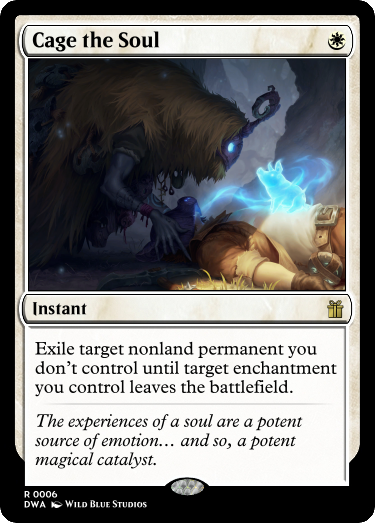 Cage the Soul
Instant
Exile target nonland permanent you
don't control until target enchantment
you control leaves the battlefield.
The experiences of a soul are a potent
source of emotion… and so, a potent
magical catalyst.
R 0006
DWA Wild Blue Studios